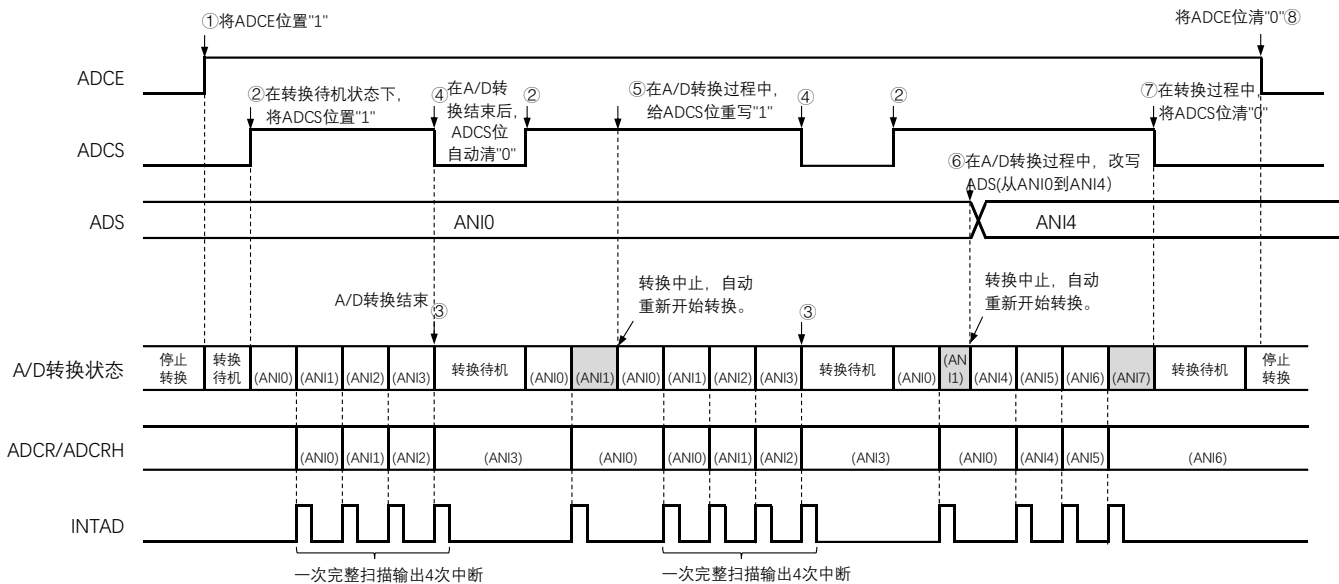 ①将ADCE位置"1"
将ADCE位清"0"⑧
ADCE
②在转换待机状态下，
将ADCS位置"1"
④在A/D转
换结束后，
ADCS位
自动清"0"
②
⑤在A/D转换过程中，
给ADCS位重写"1"
④
②
⑦在转换过程中，
将ADCS位清"0"
ADCS
⑥在A/D转换过程中，改写
ADS(从ANI0到ANI4)
ADS
ANI0
ANI4
A/D转换结束
③
转换中止，自动
重新开始转换。
③
转换中止，自动
重新开始转换。
A/D转换状态
停止
转换
转换
待机
(ANI0)
(ANI1)
(ANI2)
(ANI3)
转换待机
(ANI0)
(ANI1)
(ANI0)
(ANI1)
(ANI2)
(ANI3)
转换待机
(ANI0)
(AN
I1)
(ANI4)
(ANI5)
(ANI6)
(ANI7)
转换待机
停止
转换
ADCR/ADCRH
(ANI0)
(ANI1)
(ANI2)
(ANI3)
(ANI0)
(ANI0)
(ANI1)
(ANI2)
(ANI3)
(ANI0)
(ANI4)
(ANI5)
(ANI6)
INTAD
一次完整扫描输出4次中断
一次完整扫描输出4次中断